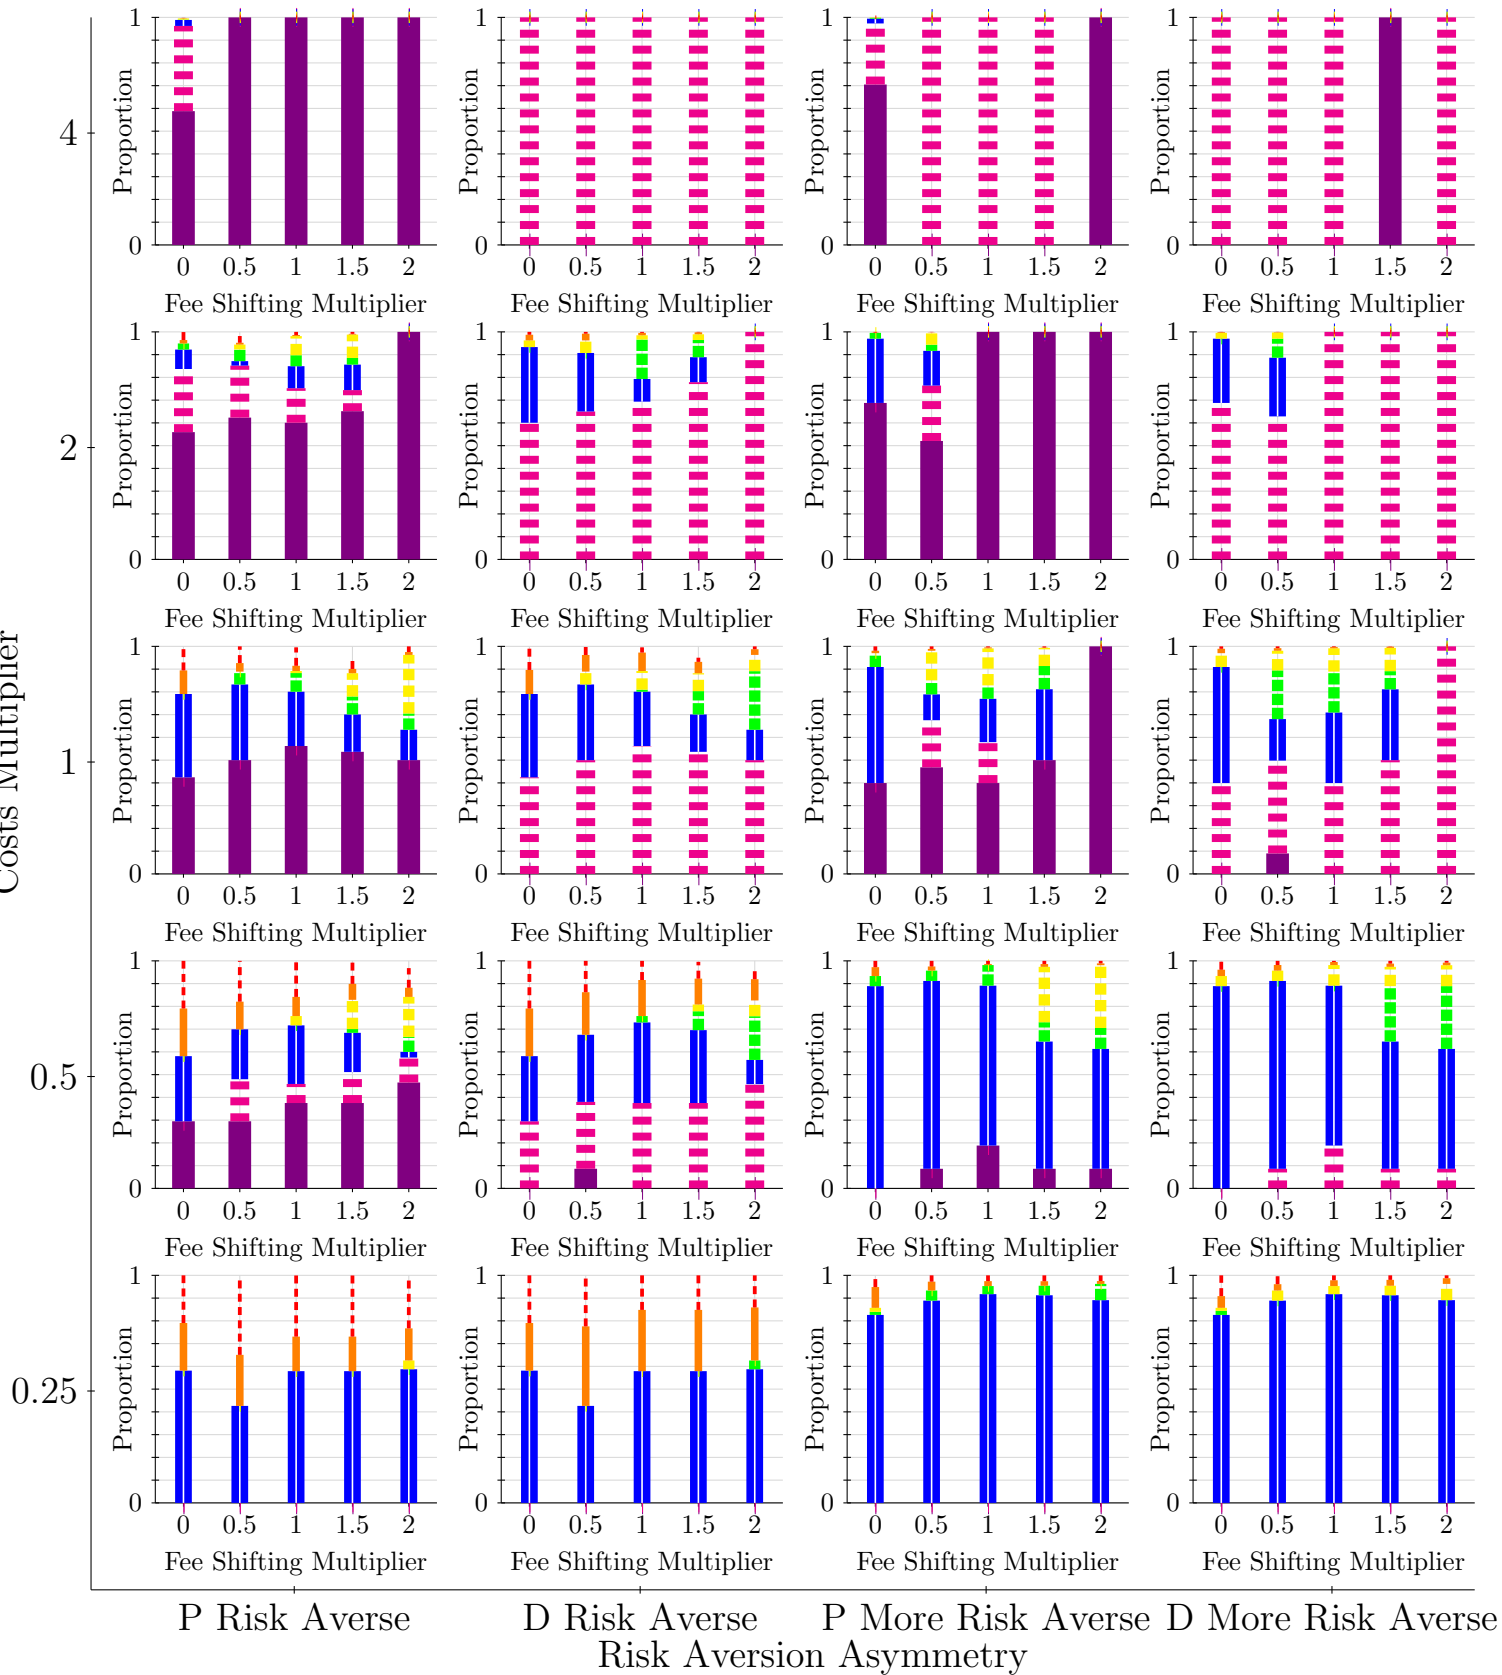 1 1 1 1
Proportion Proportion Proportion Proportion
4
0 0 0 0
0 0.5 1 1.5 2 0 0.5 1 1.5 2 0 0.5 1 1.5 2 0 0.5 1 1.5 2
Fee Shifting Multiplier Fee Shifting Multiplier Fee Shifting Multiplier Fee Shifting Multiplier
1 1 1 1
Proportion Proportion Proportion Proportion
2
0 0 0 0
0 0.5 1 1.5 2 0 0.5 1 1.5 2 0 0.5 1 1.5 2 0 0.5 1 1.5 2
Fee Shifting Multiplier Fee Shifting Multiplier Fee Shifting Multiplier Fee Shifting Multiplier
Costs Multiplier
1 1 1 1
Proportion Proportion Proportion Proportion
1
0 0 0 0
0 0.5 1 1.5 2 0 0.5 1 1.5 2 0 0.5 1 1.5 2 0 0.5 1 1.5 2
Fee Shifting Multiplier Fee Shifting Multiplier Fee Shifting Multiplier Fee Shifting Multiplier
1 1 1 1
Proportion Proportion Proportion Proportion
0.5
0 0 0 0
0 0.5 1 1.5 2 0 0.5 1 1.5 2 0 0.5 1 1.5 2 0 0.5 1 1.5 2
Fee Shifting Multiplier Fee Shifting Multiplier Fee Shifting Multiplier Fee Shifting Multiplier
1 1 1 1
Proportion Proportion Proportion Proportion
0.25
0 0 0 0
0 0.5 1 1.5 2 0 0.5 1 1.5 2 0 0.5 1 1.5 2 0 0.5 1 1.5 2
Fee Shifting Multiplier Fee Shifting Multiplier Fee Shifting Multiplier Fee Shifting Multiplier
P Risk Averse D Risk Averse P More Risk Averse D More Risk Averse
Risk Aversion Asymmetry